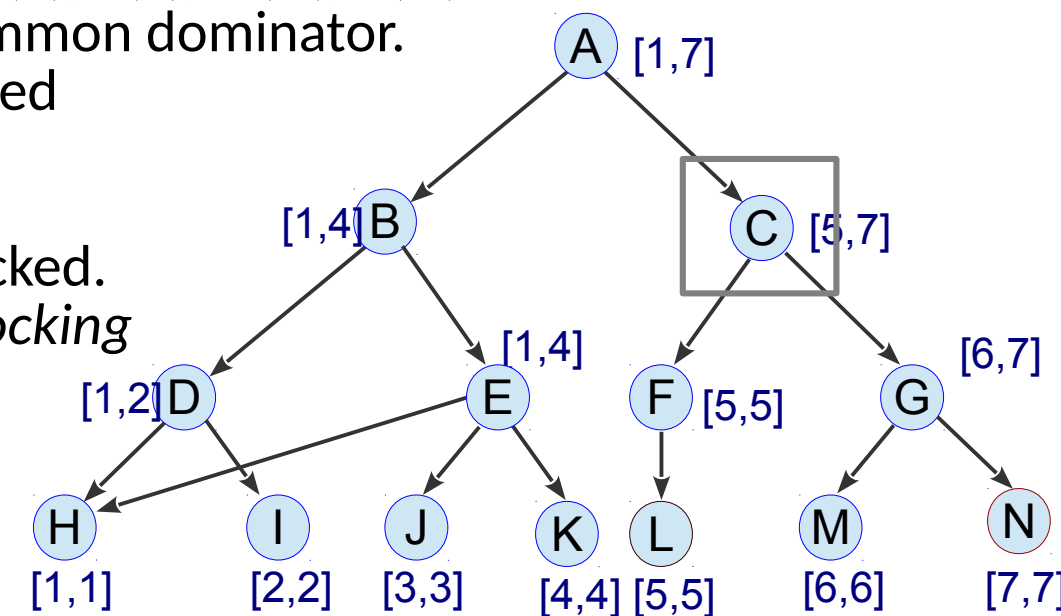 mmon dominator.
ed
cked.
ocking
A [1,7]
[1,4] B
C [5,7]
[1,2] D
E [1,4]
F [5,5]
G [6,7]
H I J K L M N
[1,1] [2,2] [3,3] [4,4] [5,5] [6,6] [7,7]